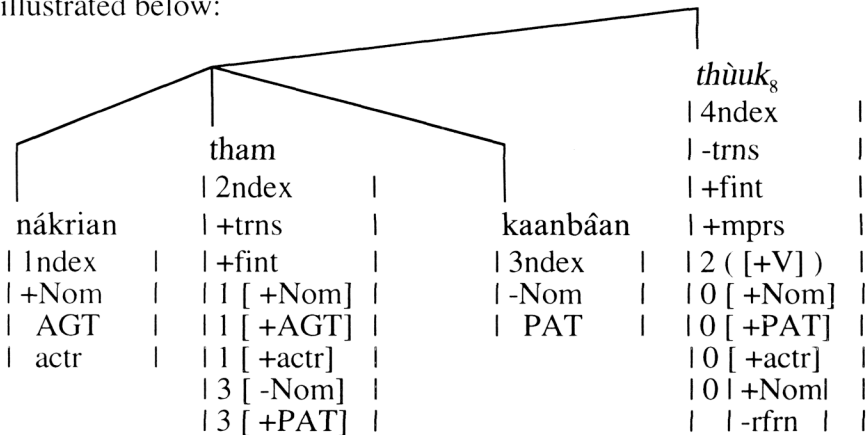 illustrated below:
nákrian
| 1ndex |
| +Nom |
| AGT |
| actr |
tham
| 2ndex |
| +trns |
| +fint |
| 1 [ +Nom] |
| 1 [ +AGT] |
| 1 [ +actr] |
| 3 [ -Nom] |
| 3 [ +PAT] |
kaanbâan
| 3ndex |
| -Nom |
| PAT |
thùuk₈
| 4ndex |
| -trns |
| +fint |
| +mprs |
| 2 ( [+V] ) |
| 0 [ +Nom] |
| 0 [ +PAT] |
| 0 [ +actr] |
| 0 | +Nom| |
| | -rfrn | |